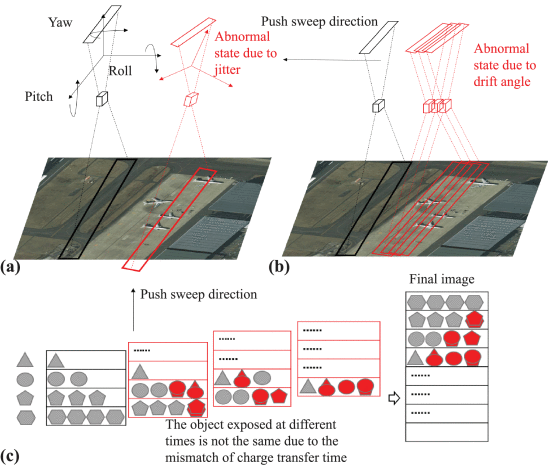 Yaw
Roll
Pitch
Abnormal
state due to
jitter
(a)
Push sweep direction
Abnormal
state due to
drift angle
(b)
Push sweep direction
Final image
......
......
......
......
......
......
......
......
......
......
The object exposed at different
times is not the same due to the
mismatch of charge transfer time
(c)